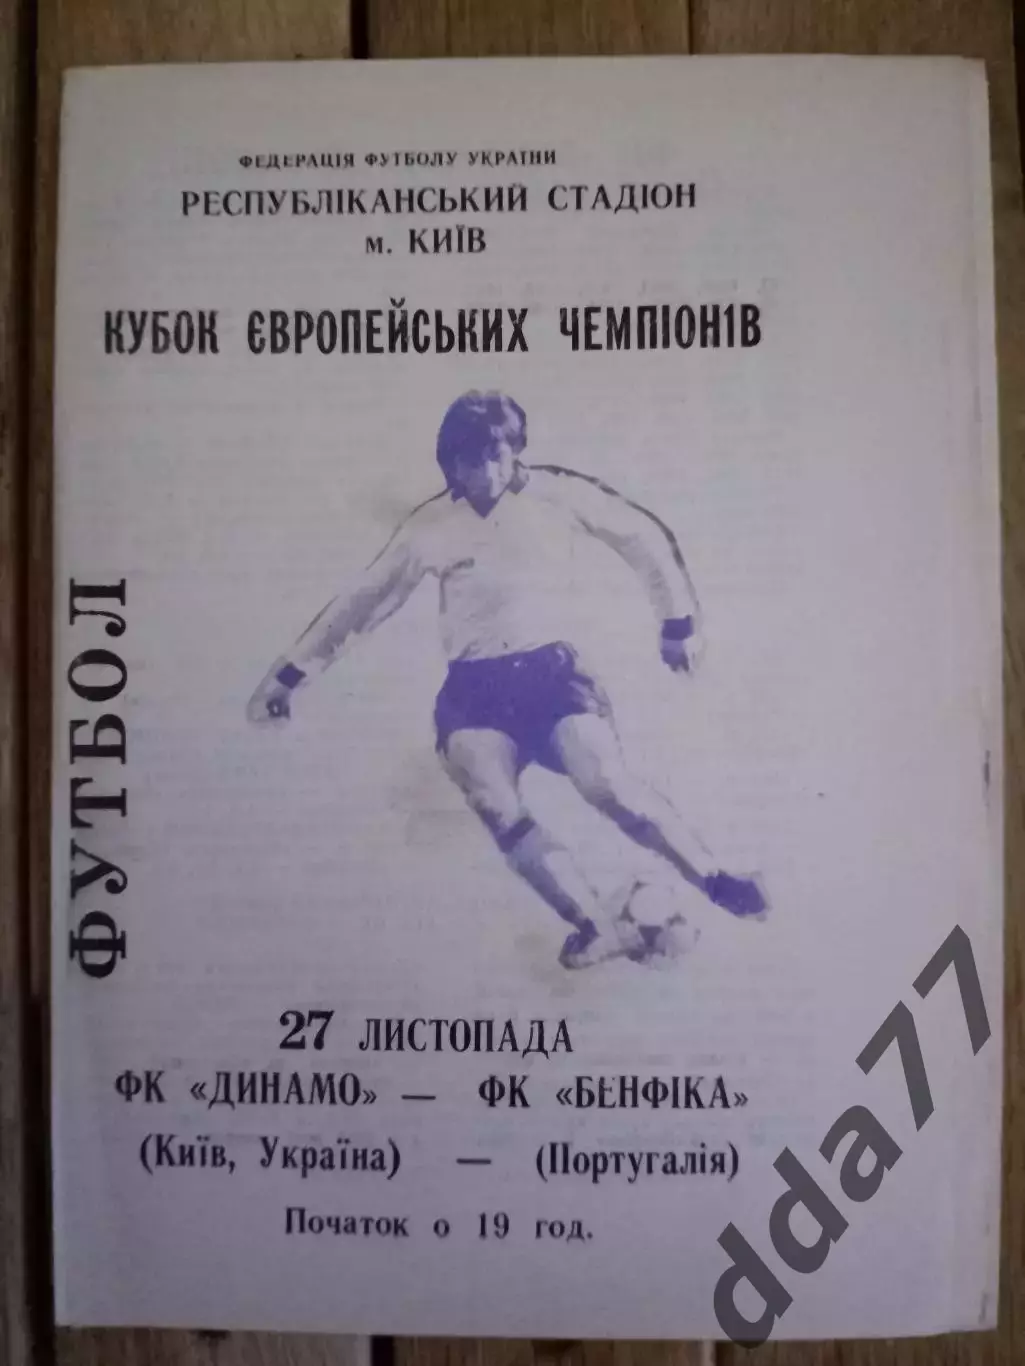 ФЕДЕРАЦІЯ ФУТБОЛУ УКРАЇНИ
РЕСПУБЛІКАНСЬКИЙ СТАДІОН
м. КИЇВ
КУБОК ЄВРОПЕЙСЬКИХ ЧЕМПІОНІВ
ФУТБОЛ
27 ЛИСТОПАДА
ФК «ДИНАМО» — ФК «БЕНФІКА»
(Київ, Україна) — (Португалія)
Початок о 19 год.
dda77